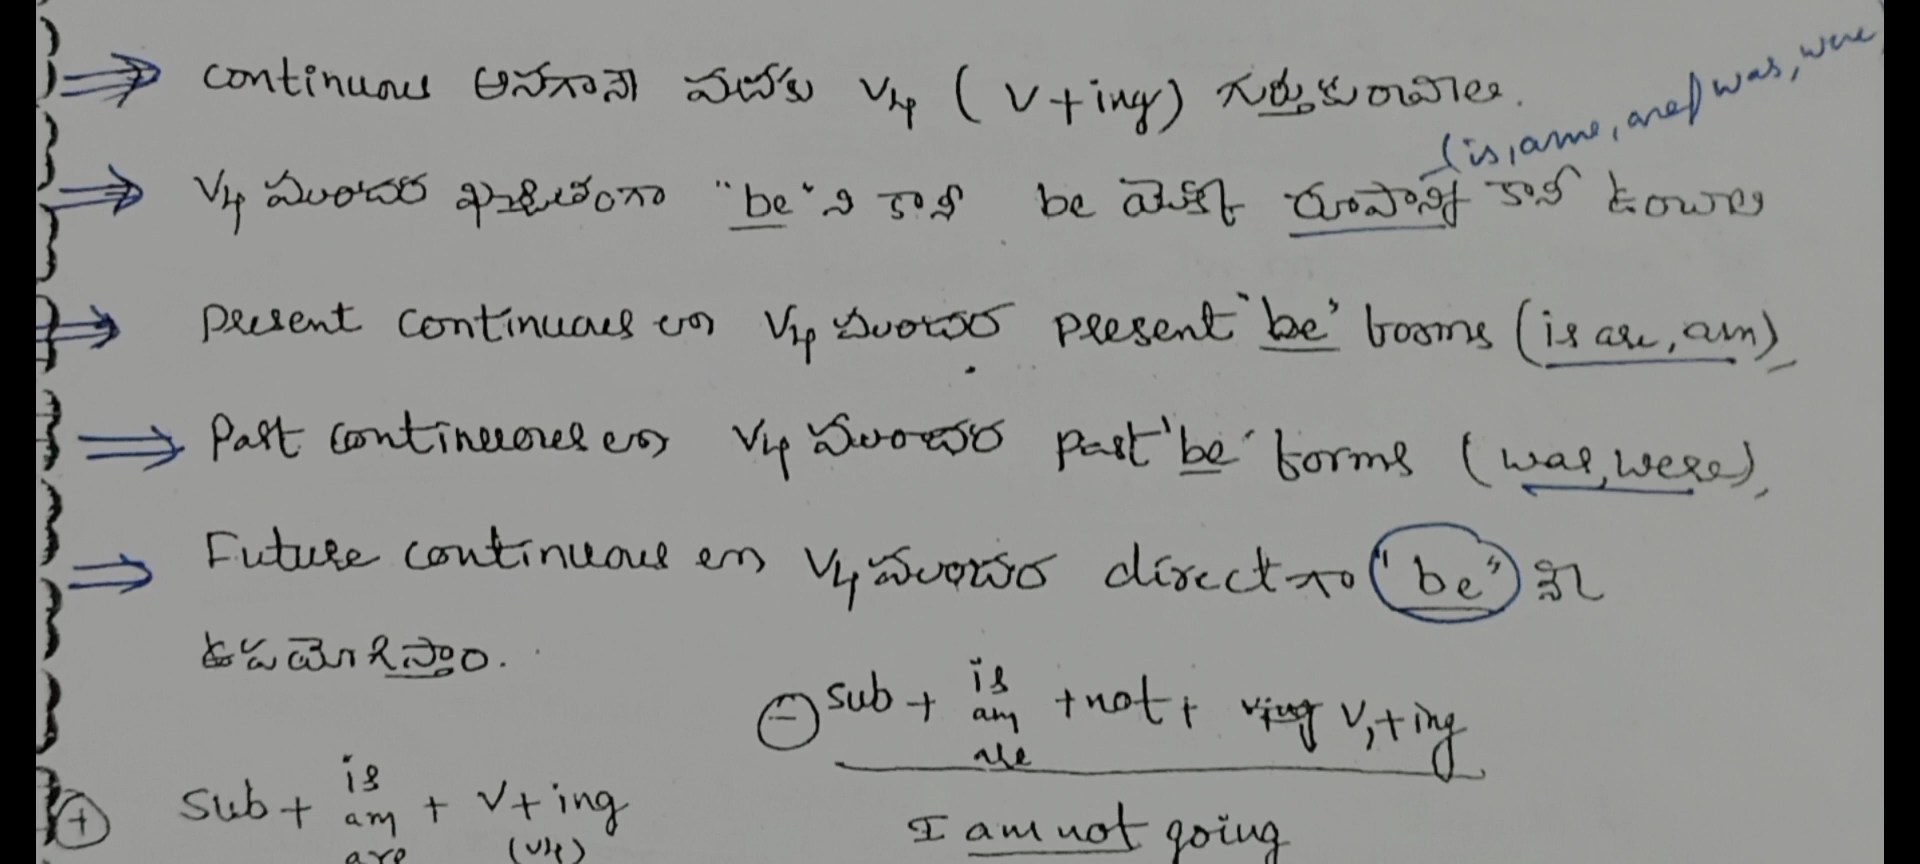 continuous అనగానే మనకు V4 ( V+ing) గుర్తుకురావాలి.
(is, am, are/ was, were)
V4 ముందర ఖచ్చితంగా "be" ని కానీ be యొక్క రూపాన్ని కానీ ఉంచాలి
present continuous లో V4 ముందర present "be" forms (is are, am),
Past continuous లో V4 ముందర past 'be' forms (was, were),
Future continuous లో V4 ముందర direct గా "be" నే
ఉపయోగిస్తాం.
(-) sub + is am are + not + V1+ing
(+) Sub + is am are + V+ing (V4)
I am not going